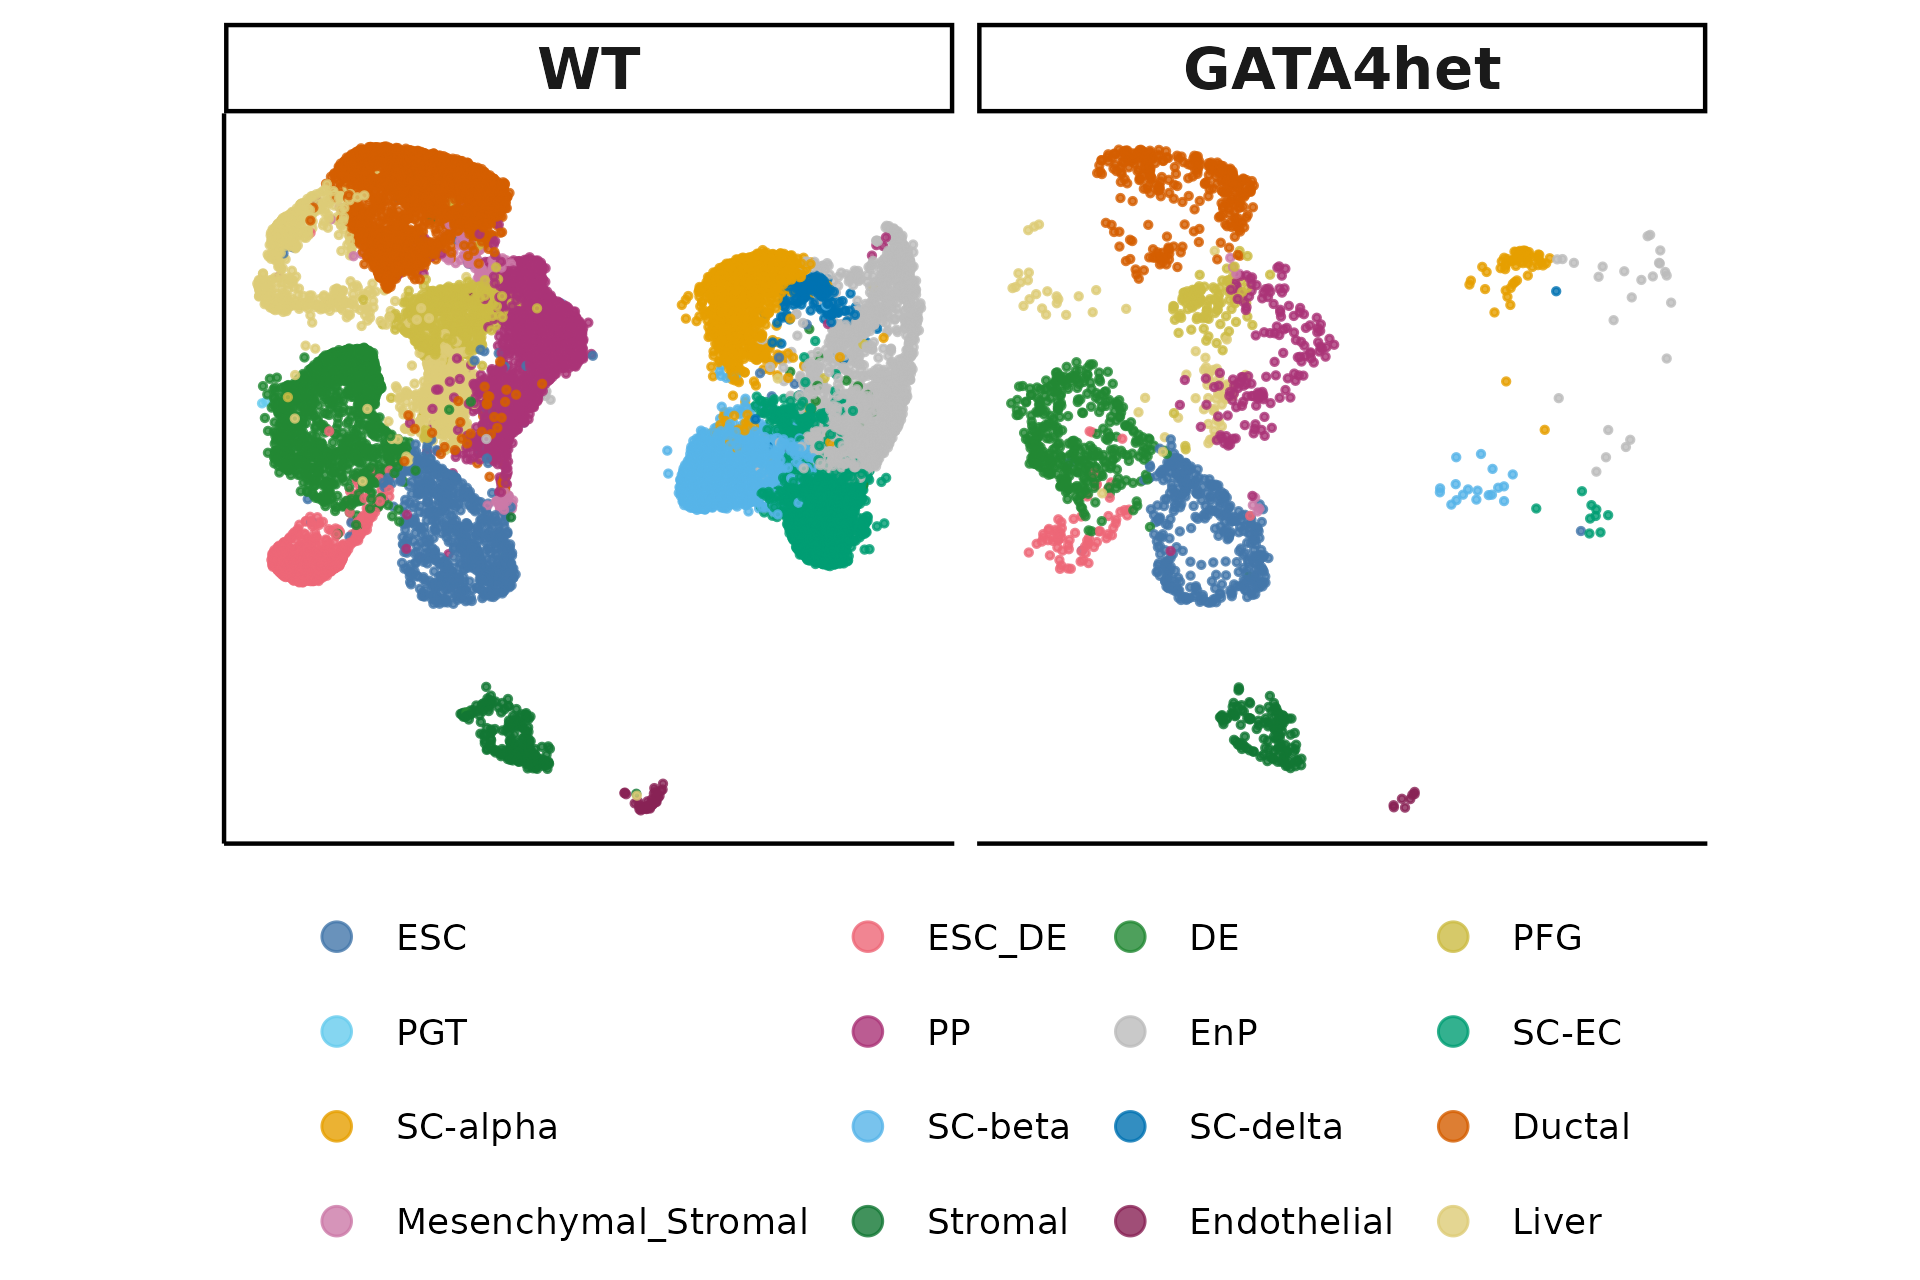 WT GATA4het
ESC ESC_DE DE PFG
PGT PP EnP SC-EC
SC-alpha SC-beta SC-delta Ductal
Mesenchymal_Stromal Stromal Endothelial Liver